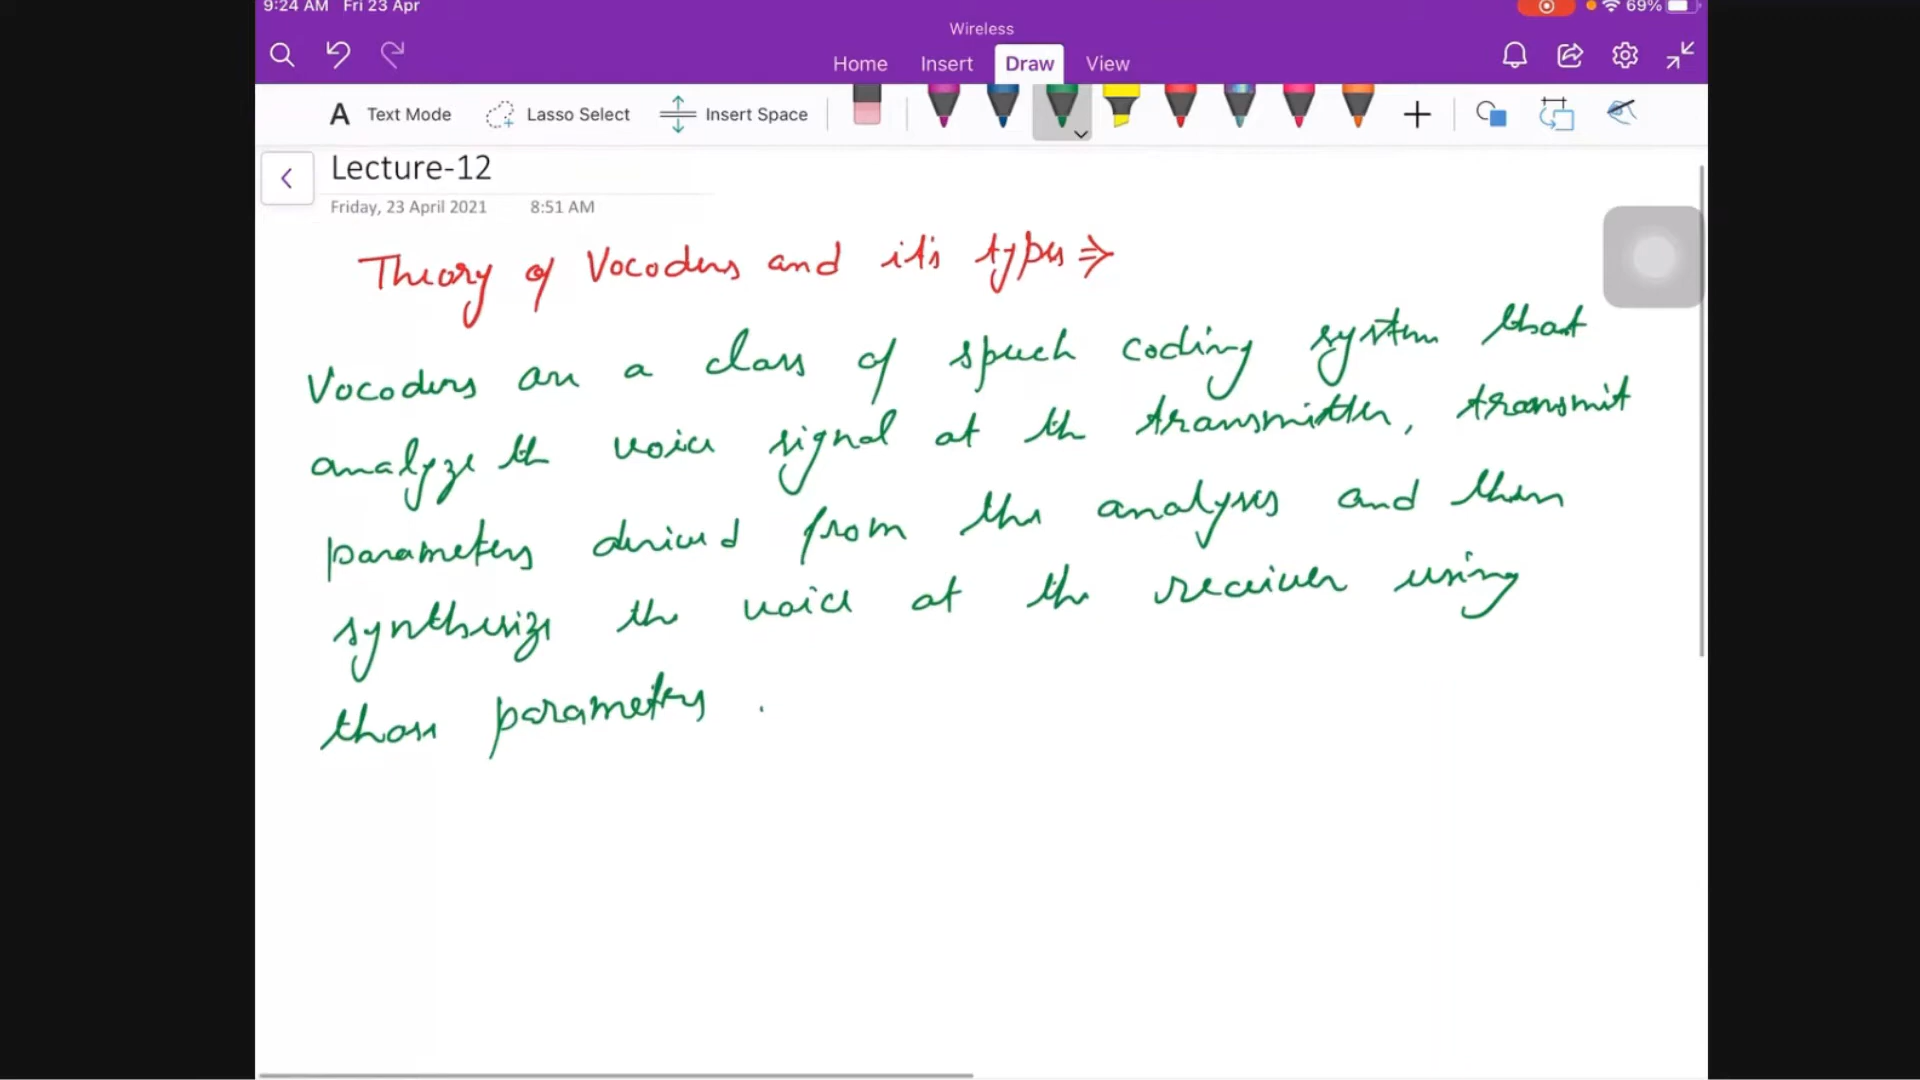 9:24 AM Fri 23 Apr
69%
Wireless
Home Insert Draw View
A Text Mode Lasso Select Insert Space
Lecture-12
Friday, 23 April 2021 8:51 AM
Theory of Vocoders and it's types ⇒
Vocoders are a class of speech coding system that
analyze the voice signal at the transmitter, transmit
parameters derived from the analyses and then
synthesize the voice at the receiver using
those parameters .